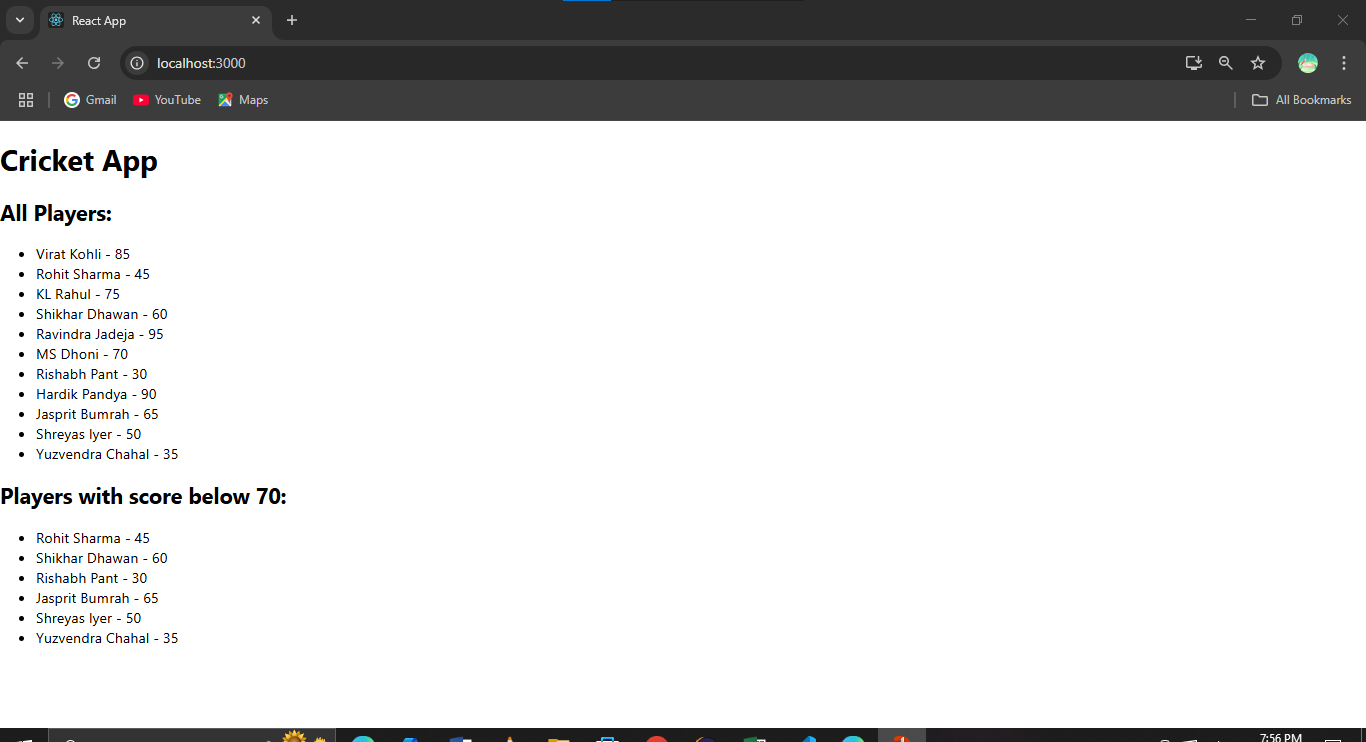 React App
localhost:3000
Gmail
YouTube
Maps
All Bookmarks
Cricket App
All Players:
Virat Kohli - 85
Rohit Sharma - 45
KL Rahul - 75
Shikhar Dhawan - 60
Ravindra Jadeja - 95
MS Dhoni - 70
Rishabh Pant - 30
Hardik Pandya - 90
Jasprit Bumrah - 65
Shreyas Iyer - 50
Yuzvendra Chahal - 35
Players with score below 70:
Rohit Sharma - 45
Shikhar Dhawan - 60
Rishabh Pant - 30
Jasprit Bumrah - 65
Shreyas Iyer - 50
Yuzvendra Chahal - 35
7:56 PM